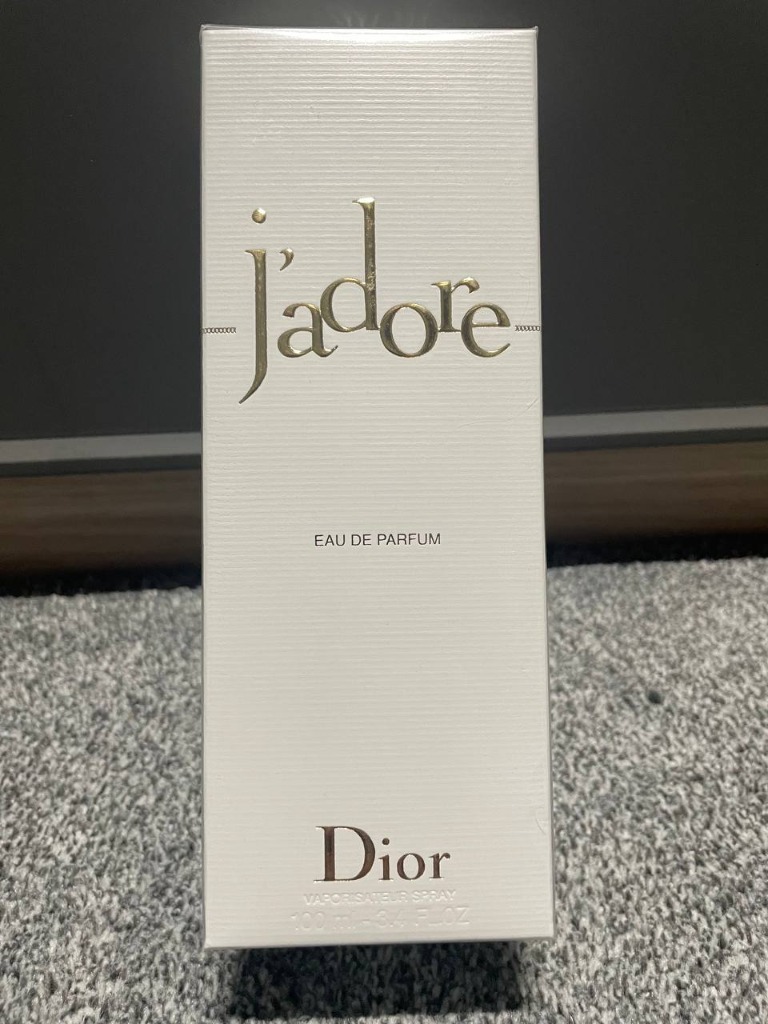 j'adore
EAU DE PARFUM
Dior
VAPORISATEUR SPRAY
100 ml - 3.4 FL.OZ